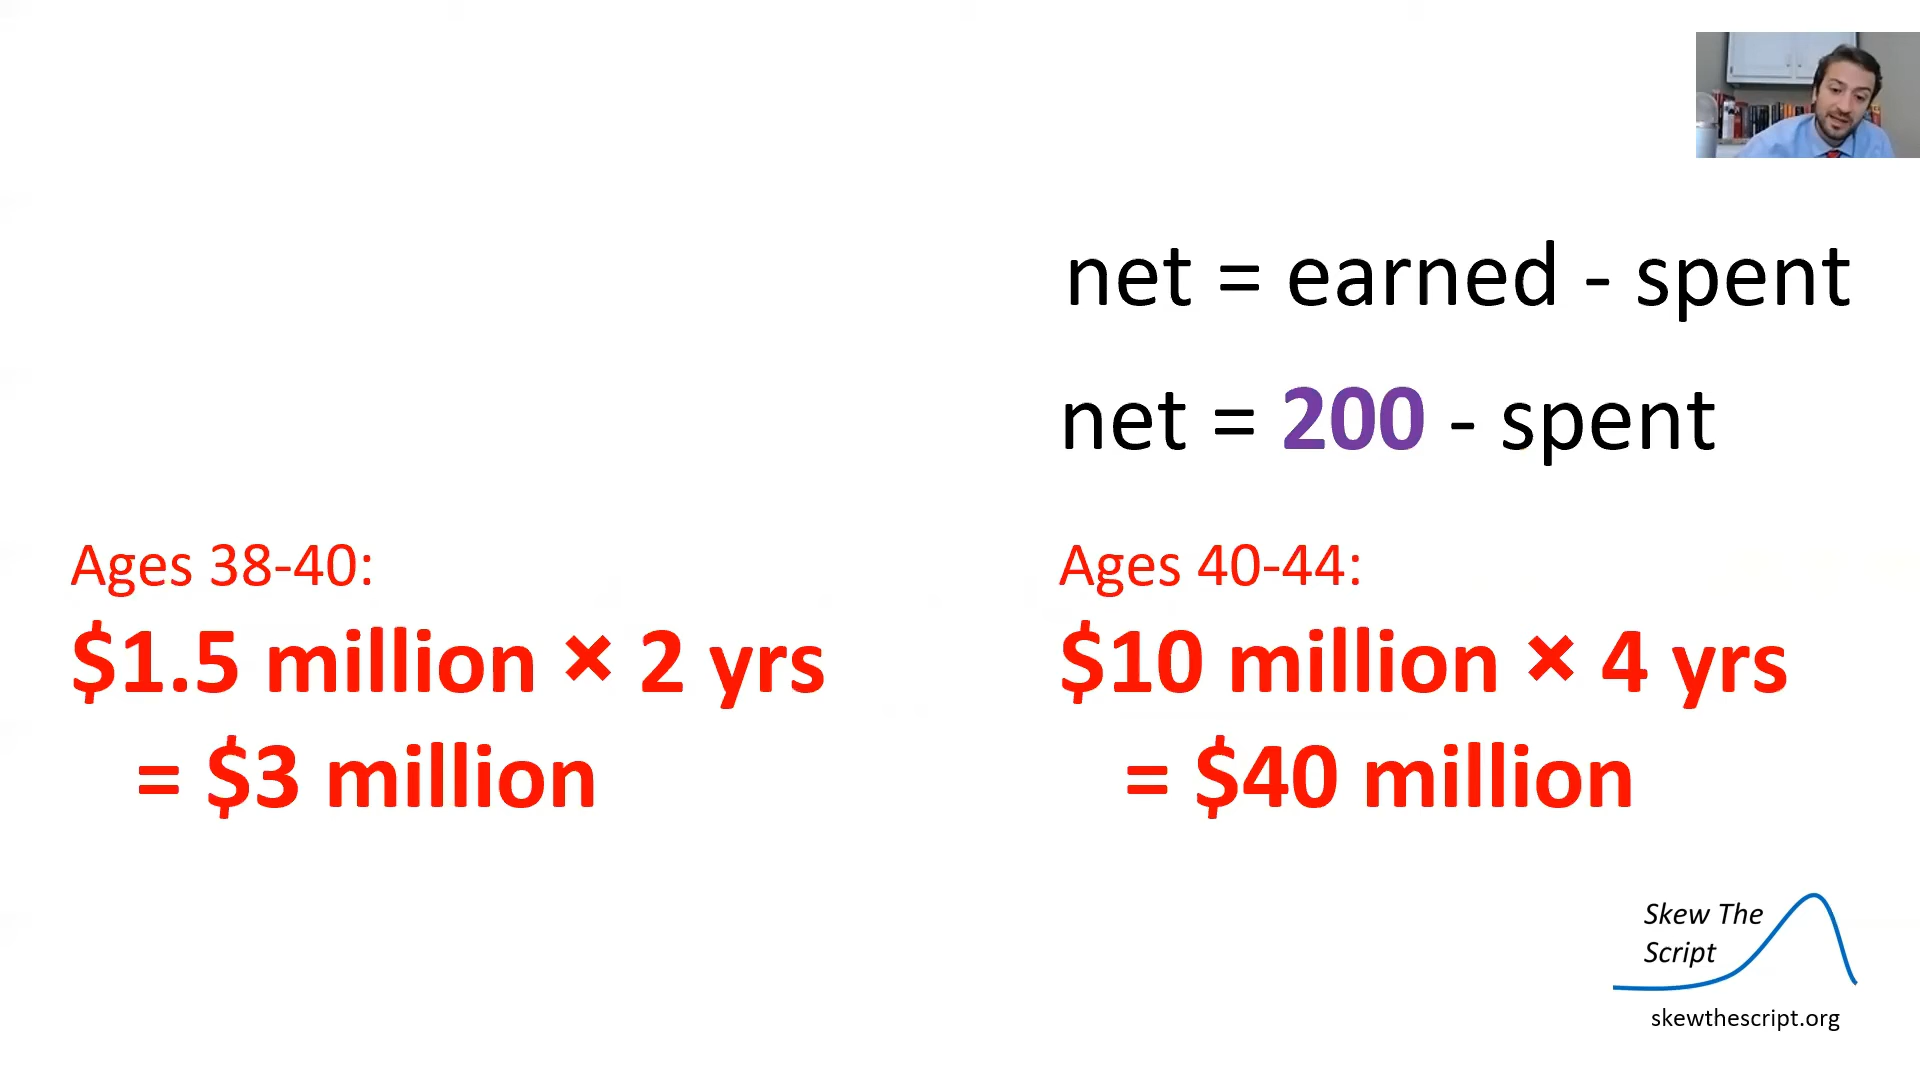 net = earned - spent
net = 200 - spent
Ages 38-40:
$1.5 million × 2 yrs
= $3 million
Ages 40-44:
$10 million × 4 yrs
= $40 million
Skew The
Script
skewthescript.org